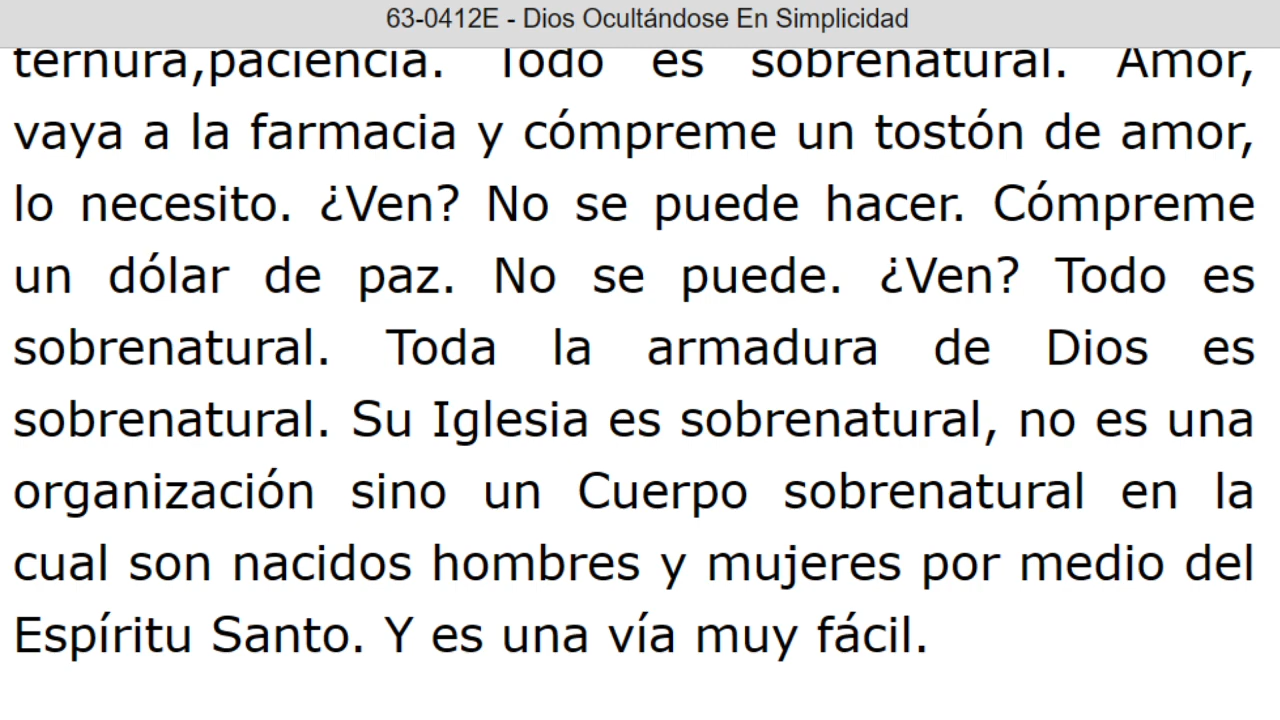 63-0412E - Dios Ocultándose En Simplicidad
ternura,paciencia. Todo es sobrenatural. Amor,
vaya a la farmacia y cómpreme un tostón de amor,
lo necesito. ¿Ven? No se puede hacer. Cómpreme
un dólar de paz. No se puede. ¿Ven? Todo es
sobrenatural. Toda la armadura de Dios es
sobrenatural. Su Iglesia es sobrenatural, no es una
organización sino un Cuerpo sobrenatural en la
cual son nacidos hombres y mujeres por medio del
Espíritu Santo. Y es una vía muy fácil.